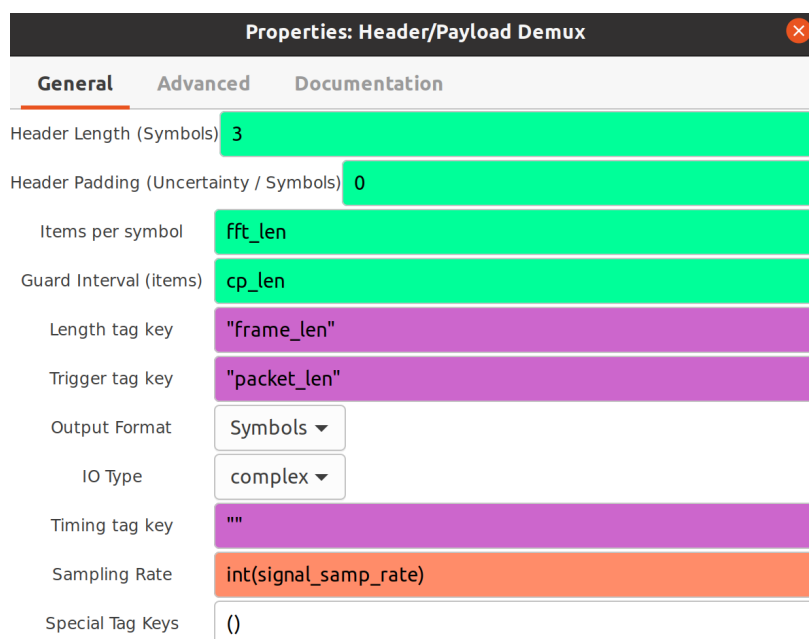 Properties: Header/Payload Demux
General Advanced Documentation
Header Length (Symbols) 3
Header Padding (Uncertainty / Symbols) 0
Items per symbol fft_len
Guard Interval (items) cp_len
Length tag key "frame_len"
Trigger tag key "packet_len"
Output Format Symbols
IO Type complex
Timing tag key ""
Sampling Rate int(signal_samp_rate)
Special Tag Keys ()